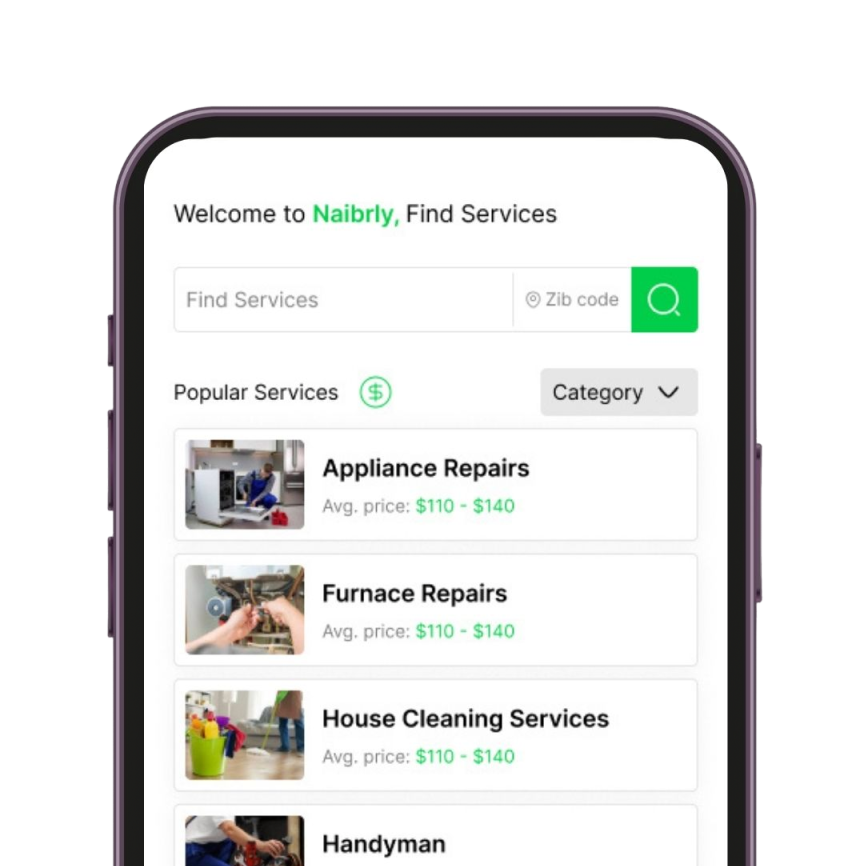 Welcome to Naibrly, Find Services
Find Services
Zib code
Popular Services
Category
Appliance Repairs
Avg. price: $110 - $140
Furnace Repairs
Avg. price: $110 - $140
House Cleaning Services
Avg. price: $110 - $140
Handyman